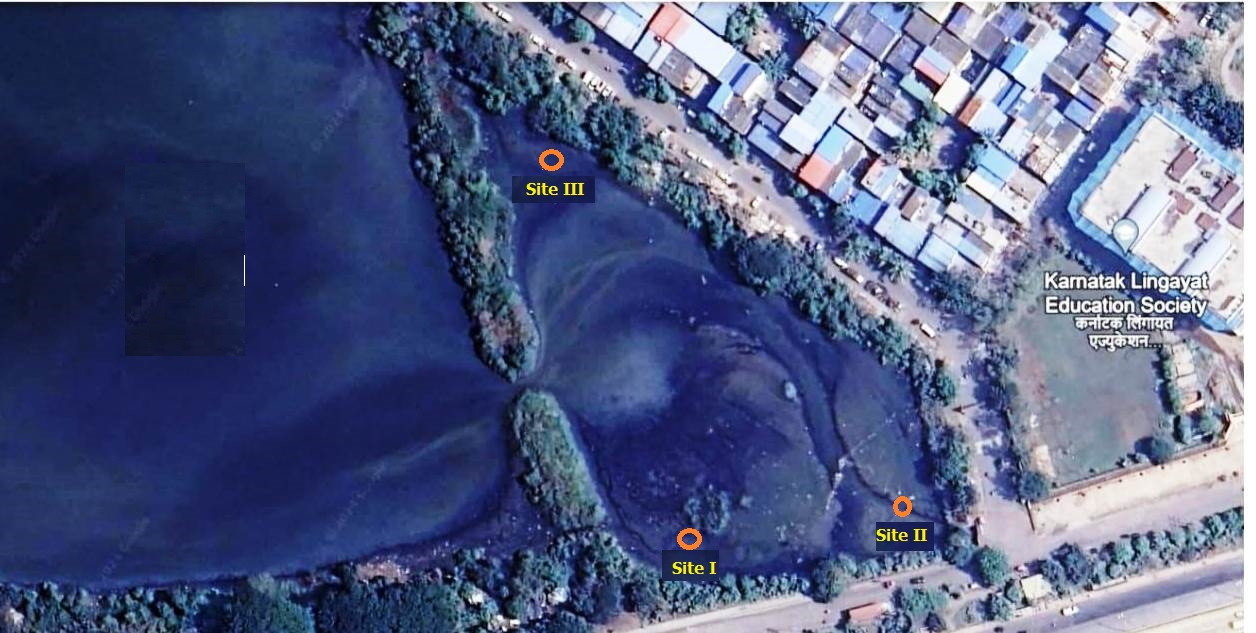 Site III
Karnatak Lingayat
Education Society
कर्नाटक लिंगायत
एज्युकेशन...
Site II
Site I